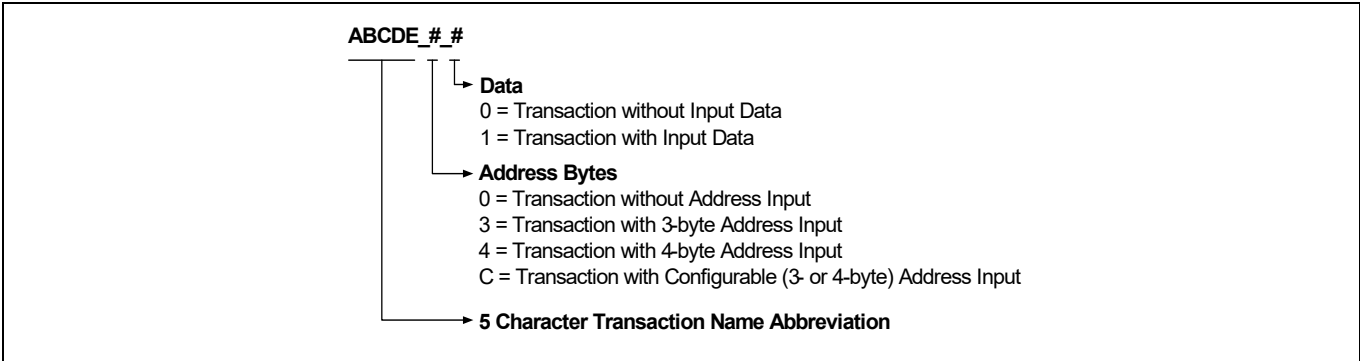 ABCDE_#_#
Data
0 = Transaction without Input Data
1 = Transaction with Input Data
Address Bytes
0 = Transaction without Address Input
3 = Transaction with 3-byte Address Input
4 = Transaction with 4-byte Address Input
C = Transaction with Configurable (3- or 4-byte) Address Input
5 Character Transaction Name Abbreviation